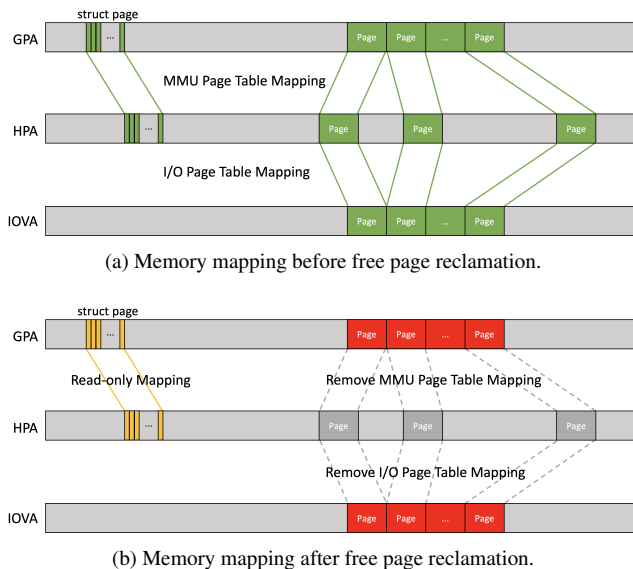 struct page
GPA
...
Page Page ... Page
MMU Page Table Mapping
HPA
...
Page Page Page
I/O Page Table Mapping
IOVA
Page Page ... Page
(a) Memory mapping before free page reclamation.
struct page
GPA
...
Page Page ... Page
Read-only Mapping
Remove MMU Page Table Mapping
HPA
...
Page Page Page
Remove I/O Page Table Mapping
IOVA
Page Page ... Page
(b) Memory mapping after free page reclamation.